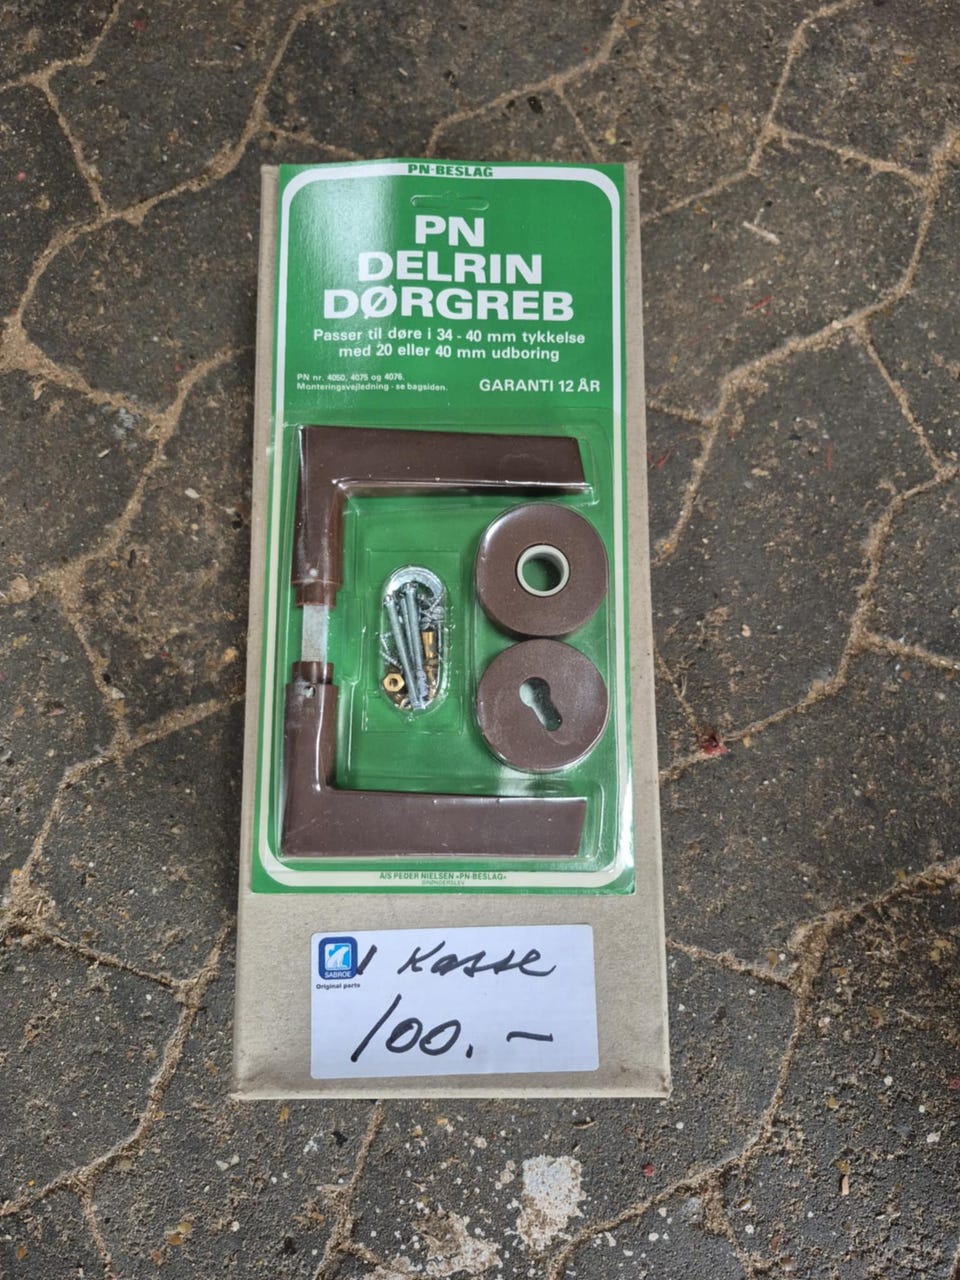 PN-BESLAG
PN
DELRIN
DØRGREB
Passer til døre i 34 - 40 mm tykkelse
med 20 eller 40 mm udboring
PN nr. 4050, 4075 og 4076.
Monteringsvejledning - se bagsiden.
GARANTI 12 ÅR
A/S PEDER NIELSEN »PN-BESLAG«
BRØNDERSLEV
1 Kasse
SABROE
Original parts
100.-